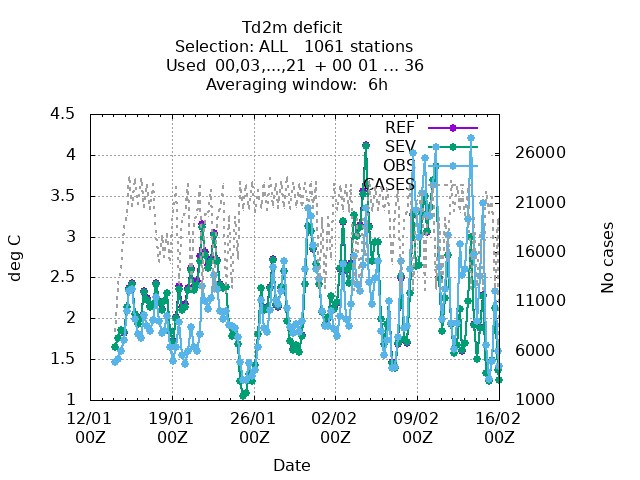 Td2m deficit
Selection: ALL   1061 stations
Used  00,03,...,21  + 00 01 ... 36
Averaging window:  6h
4.5
4
3.5
3
2.5
2
1.5
1
deg C
26000
21000
16000
11000
6000
1000
No cases
REF
SEV
OBS
CASES
12/01 19/01 26/01 02/02 09/02 16/02
00Z 00Z 00Z 00Z 00Z 00Z
Date